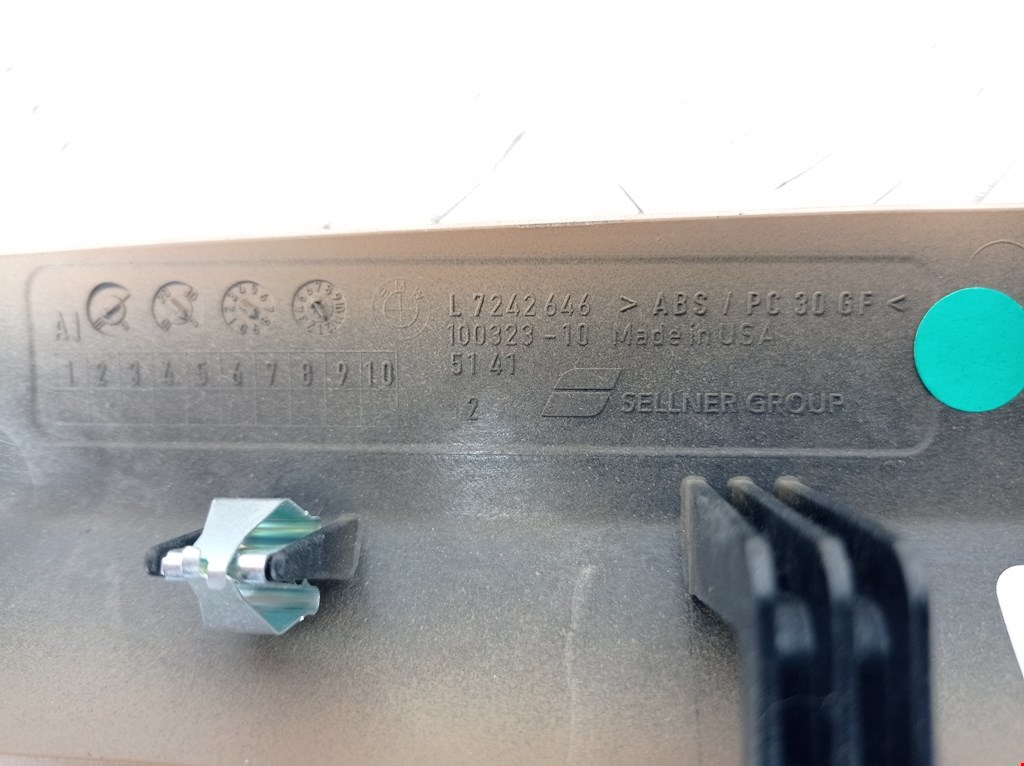 L 7242646 > ABS / PC 30 GF <
100323-10 Made in USA
AI
1 2 3 4 5 6 7 8 9 10
51 41
2
SELLNER GROUP